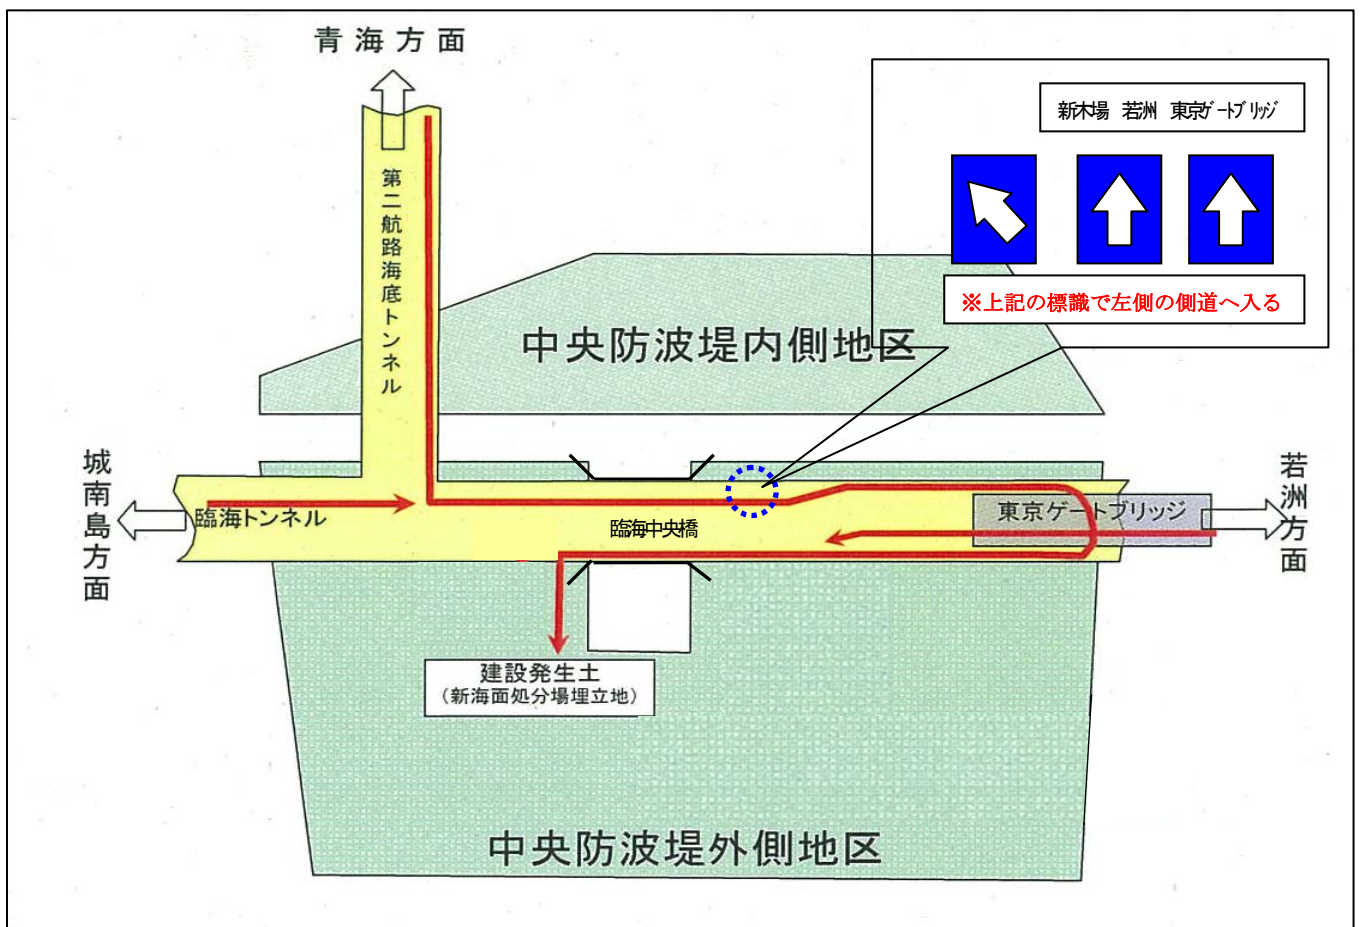 青海方面
新木場 若洲 東京ゲートブリッジ
※上記の標識で左側の側道へ入る
第二航路海底トンネル
中央防波堤内側地区
城南島方面
臨海トンネル
臨海中央橋
東京ゲートブリッジ
若洲方面
建設発生土
(新海面処分場埋立地)
中央防波堤外側地区